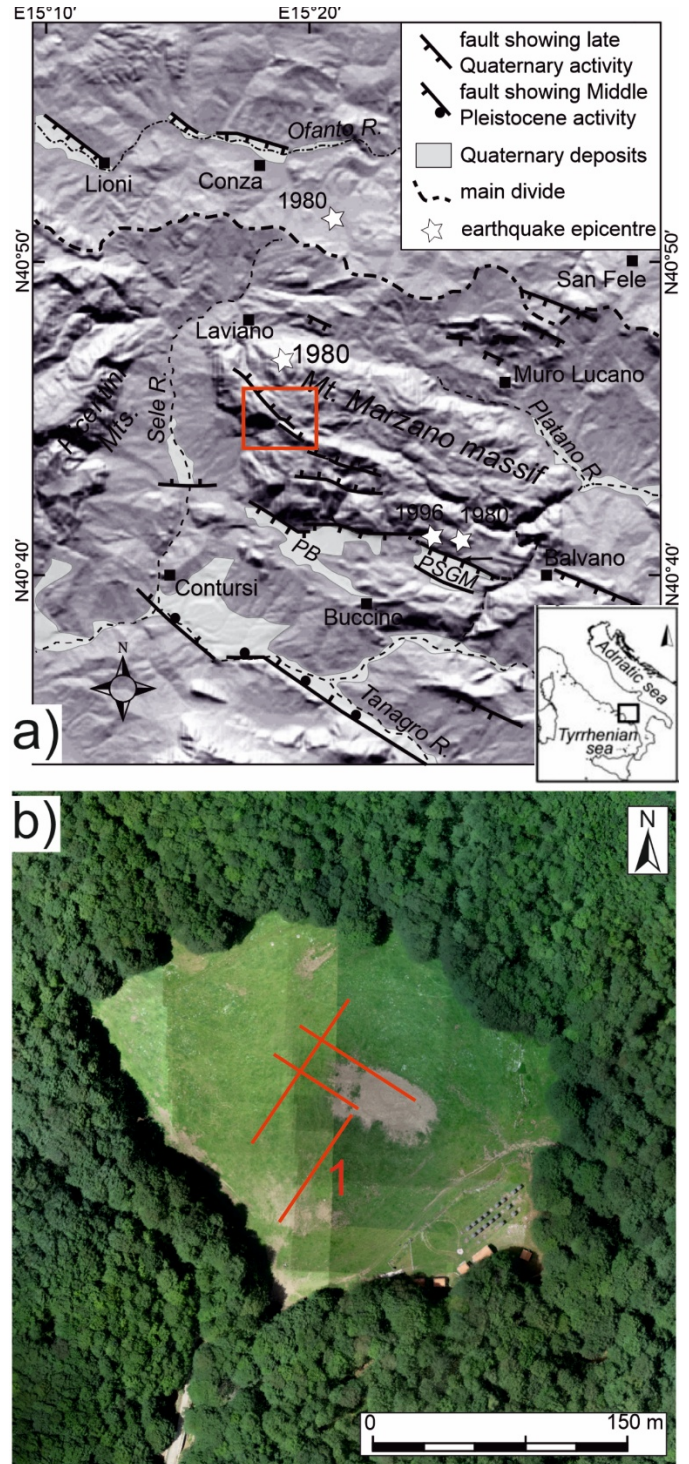 E15°10'
E15°20'
fault showing late
Quaternary activity
fault showing Middle
Pleistocene activity
Quaternary deposits
main divide
earthquake epicentre
Ofanto R.
Lioni
Conza
1980
N40°50'
N40°50'
San Fele
Laviano
1980
Muro Lucano
Picentini
Mts.
Sele R.
Mt. Marzano massif
Platano R.
1996
1980
N40°40'
N40°40'
PB
PSGM
Balvano
Contursi
Buccino
N
Tanagro R.
Adriatic sea
Tyrrhenian
sea
a)
b)
N
1
0
150 m